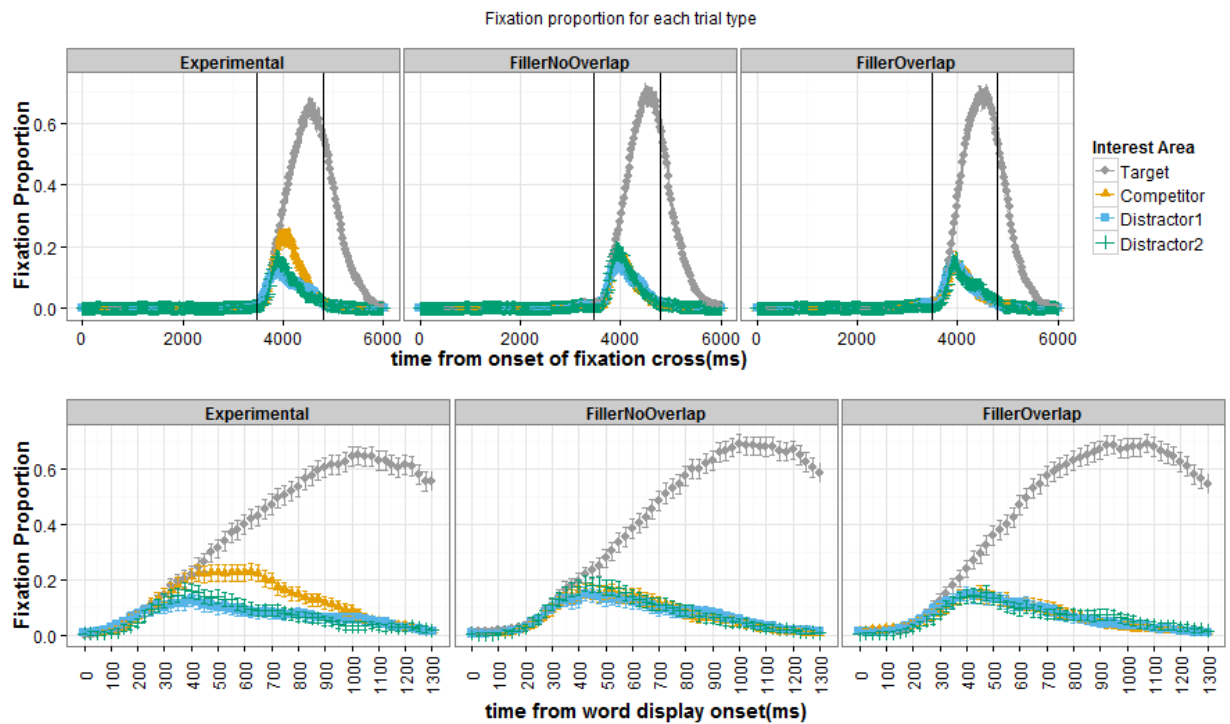 Fixation proportion for each trial type
Experimental FillerNoOverlap FillerOverlap
Fixation Proportion
0.6
0.4
0.2
0.0
0 2000 4000 6000 0 2000 4000 6000 0 2000 4000 6000
time from onset of fixation cross(ms)
Interest Area
Target
Competitor
Distractor1
Distractor2
Experimental FillerNoOverlap FillerOverlap
Fixation Proportion
0.6
0.4
0.2
0.0
0 100 200 300 400 500 600 700 800 900 1000 1100 1200 1300 0 100 200 300 400 500 600 700 800 900 1000 1100 1200 1300 0 100 200 300 400 500 600 700 800 900 1000 1100 1200 1300
time from word display onset(ms)